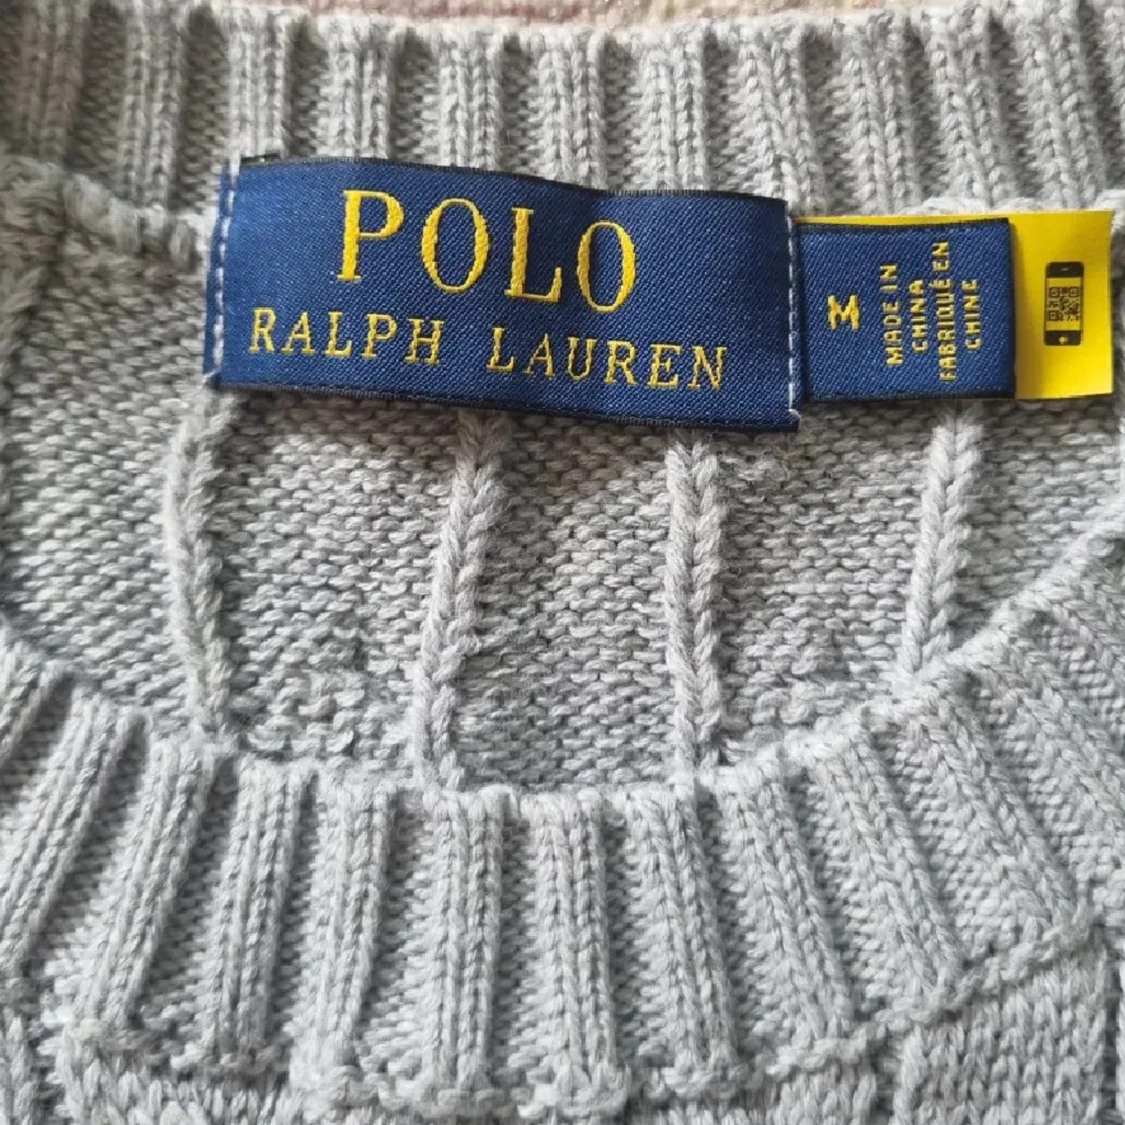 POLO
RALPH LAUREN
M
MADE IN
CHINA
FABRIQUÉ EN
CHINE